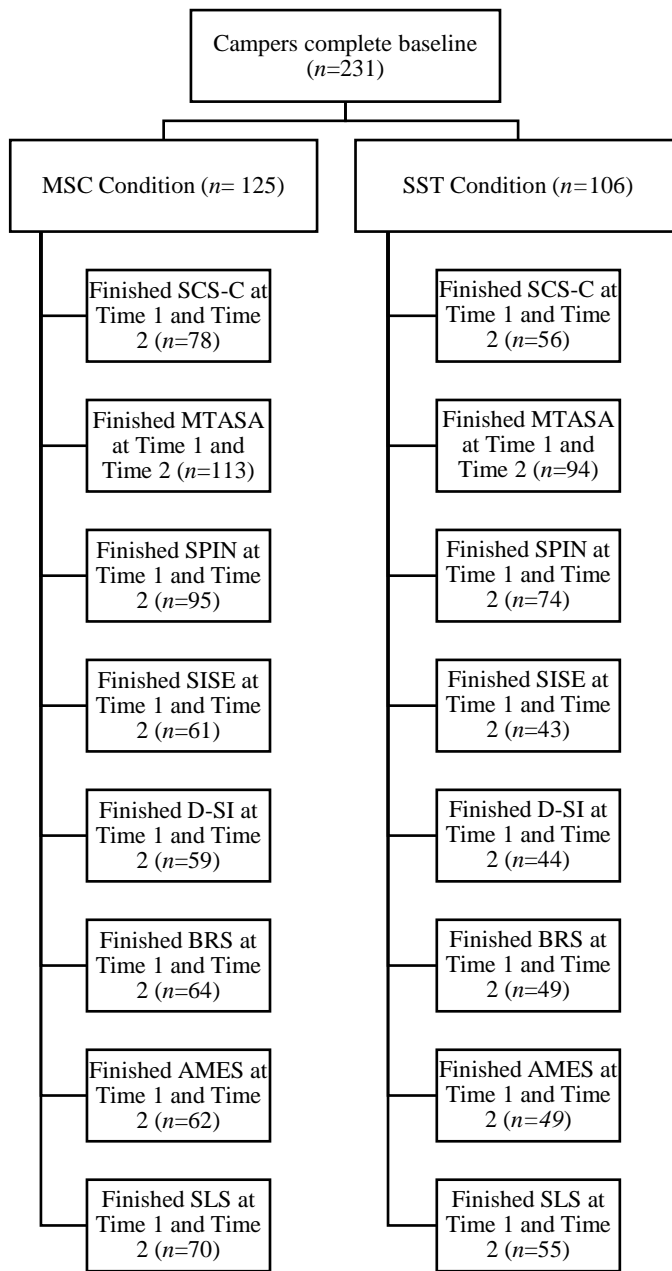 Campers complete baseline
(n=231)
MSC Condition (n= 125)
SST Condition (n=106)
Finished SCS-C at
Time 1 and Time
2 (n=78)
Finished SCS-C at
Time 1 and Time
2 (n=56)
Finished MTASA
at Time 1 and
Time 2 (n=113)
Finished MTASA
at Time 1 and
Time 2 (n=94)
Finished SPIN at
Time 1 and Time
2 (n=95)
Finished SPIN at
Time 1 and Time
2 (n=74)
Finished SISE at
Time 1 and Time
2 (n=61)
Finished SISE at
Time 1 and Time
2 (n=43)
Finished D-SI at
Time 1 and Time
2 (n=59)
Finished D-SI at
Time 1 and Time
2 (n=44)
Finished BRS at
Time 1 and Time
2 (n=64)
Finished BRS at
Time 1 and Time
2 (n=49)
Finished AMES at
Time 1 and Time
2 (n=62)
Finished AMES at
Time 1 and Time
2 (n=49)
Finished SLS at
Time 1 and Time
2 (n=70)
Finished SLS at
Time 1 and Time
2 (n=55)